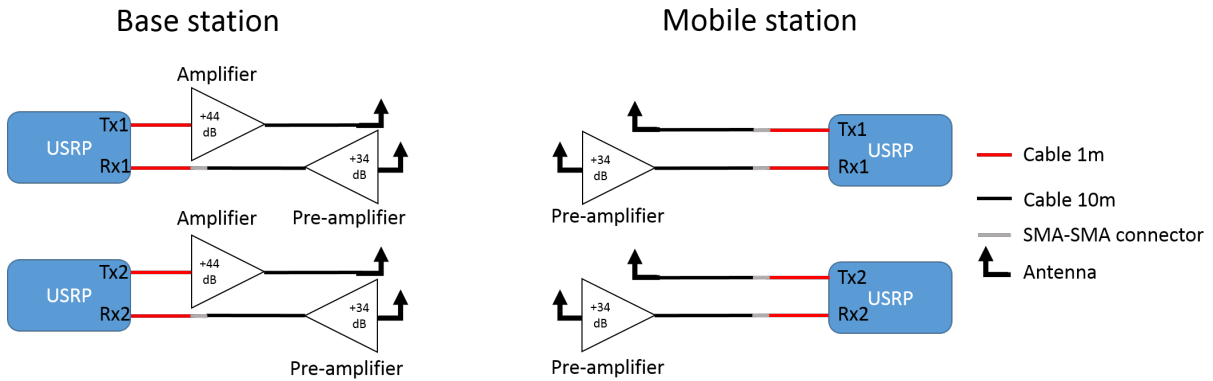 Base station
Mobile station
Amplifier
+44
dB
Tx1
USRP
Rx1
+34
dB
Pre-amplifier
Amplifier
+44
dB
Tx2
USRP
Rx2
+34
dB
Pre-amplifier
+34
dB
Pre-amplifier
Tx1
USRP
Rx1
+34
dB
Pre-amplifier
Tx2
USRP
Rx2
Cable 1m
Cable 10m
SMA-SMA connector
Antenna